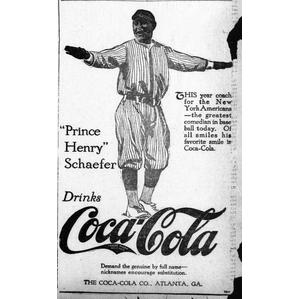 THIS year coach
for the New
York Americans
—the greatest
comedian in base
ball today. Of
all smiles his
favorite smile is
Coca-Cola.
"Prince
Henry"
Schaefer
Drinks
Coca-Cola
Demand the genuine by full name—
nicknames encourage substitution.
THE COCA-COLA CO., ATLANTA, GA.